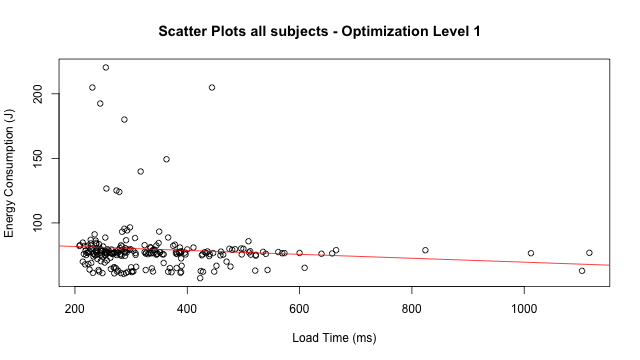 Scatter Plots all subjects - Optimization Level 1
Energy Consumption (J)
200
150
100
200
400
600
800
1000
Load Time (ms)